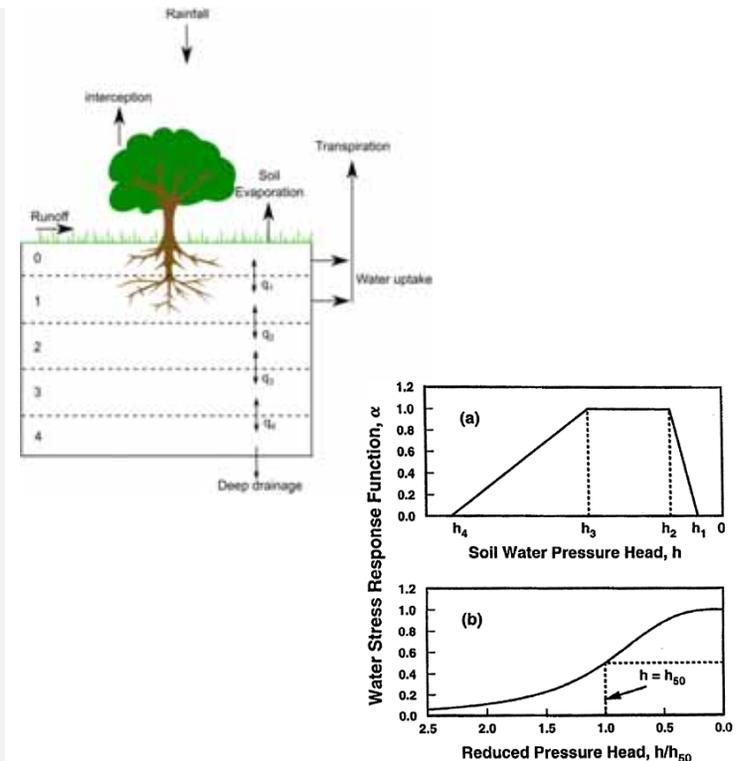 Rainfall
interception
Transpiration
Soil
Evaporation
Runoff
0
q₁
Water uptake
1
q₂
2
q₃
3
q₄
4
Deep drainage
Water Stress Response Function, α
1.2
1.0
0.8
0.6
0.4
0.2
0.0
(a)
h₄ h₃ h₂ h₁ 0
Soil Water Pressure Head, h
1.2
1.0
0.8
0.6
0.4
0.2
0.0
(b)
h = h₅₀
2.5 2.0 1.5 1.0 0.5 0.0
Reduced Pressure Head, h/h₅₀